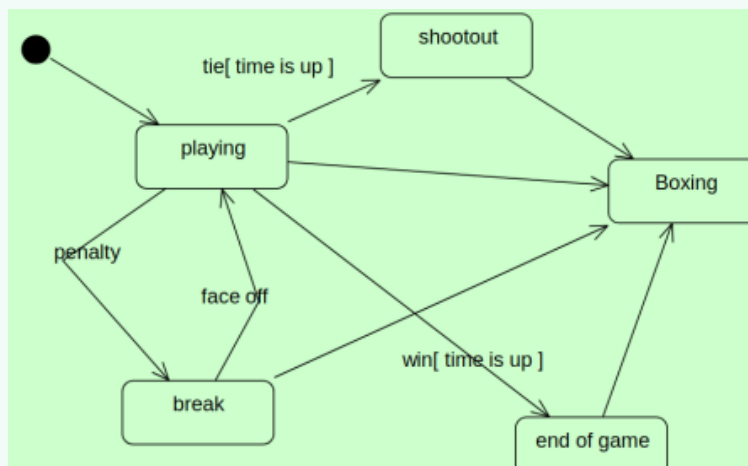 shootout
tie[ time is up ]
playing
Boxing
penalty
face off
win[ time is up ]
break
end of game